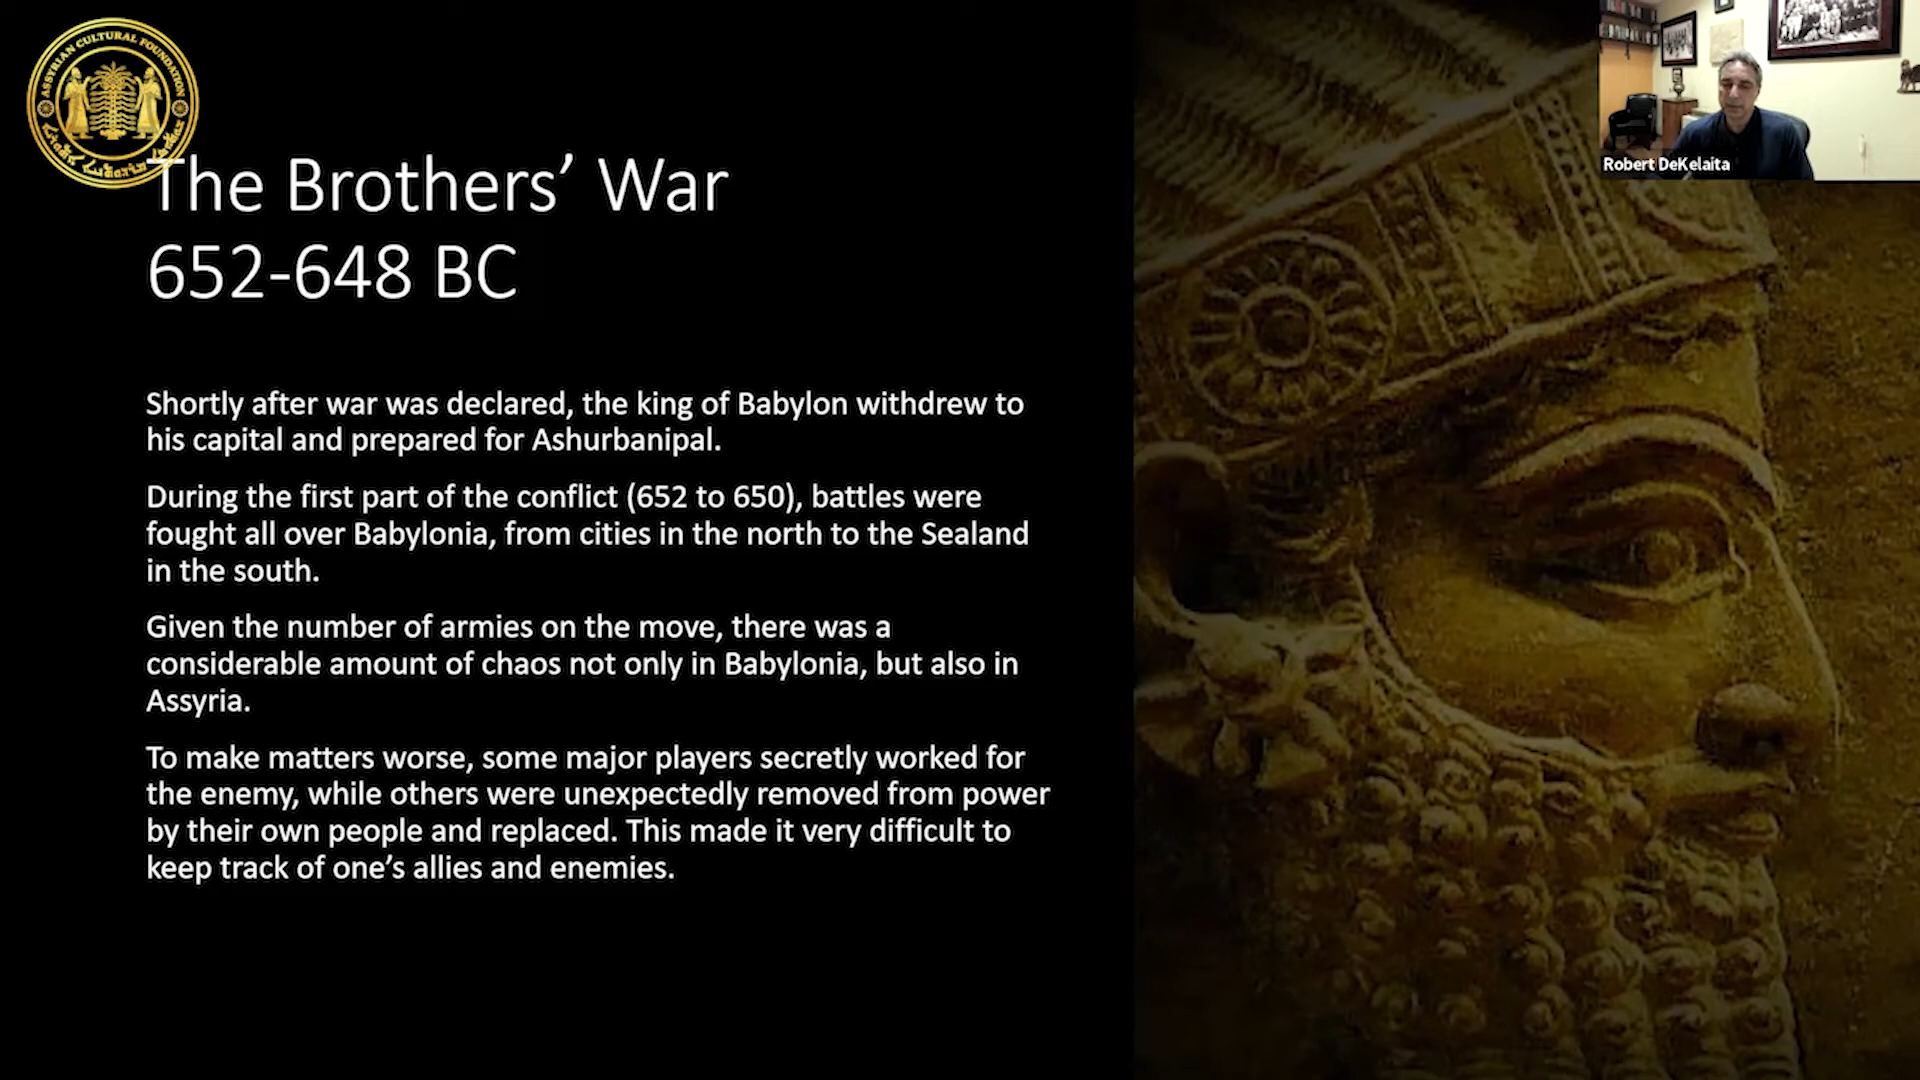 ASSYRIAN CULTURAL FOUNDATION
Robert DeKelaita
The Brothers’ War
652-648 BC
Shortly after war was declared, the king of Babylon withdrew to
his capital and prepared for Ashurbanipal.
During the first part of the conflict (652 to 650), battles were
fought all over Babylonia, from cities in the north to the Sealand
in the south.
Given the number of armies on the move, there was a
considerable amount of chaos not only in Babylonia, but also in
Assyria.
To make matters worse, some major players secretly worked for
the enemy, while others were unexpectedly removed from power
by their own people and replaced. This made it very difficult to
keep track of one’s allies and enemies.